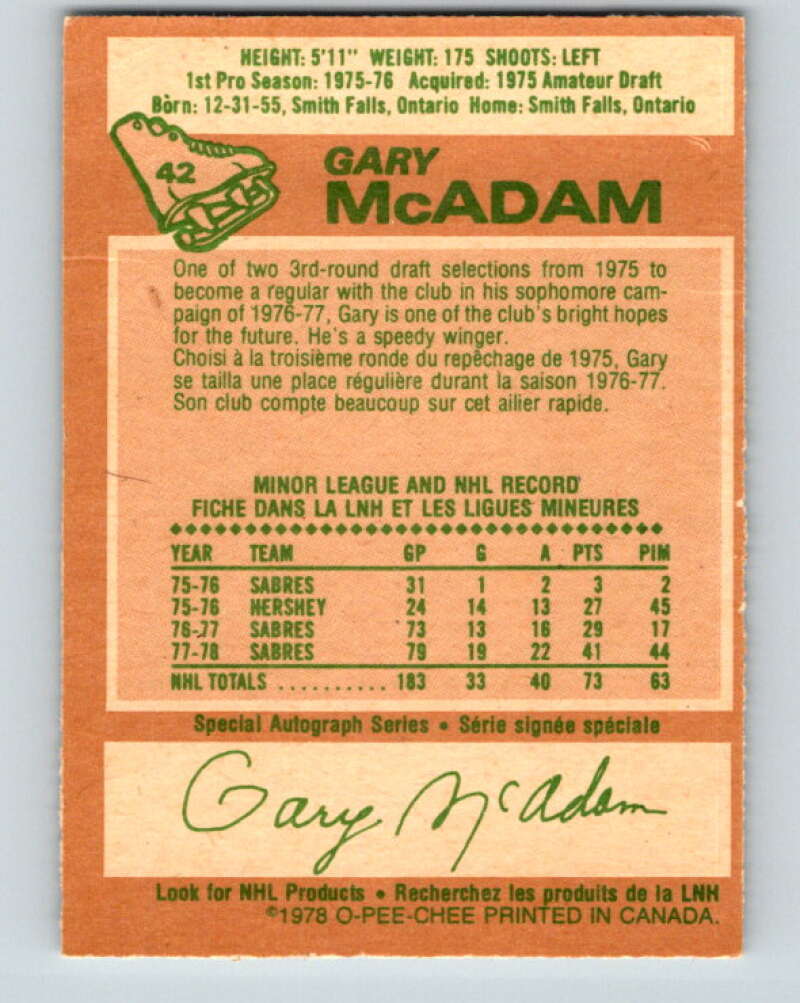 HEIGHT: 5'11" WEIGHT: 175 SHOOTS: LEFT
1st Pro Season: 1975-76 Acquired: 1975 Amateur Draft
Born: 12-31-55, Smith Falls, Ontario Home: Smith Falls, Ontario
42
GARY
McADAM
One of two 3rd-round draft selections from 1975 to
become a regular with the club in his sophomore cam-
paign of 1976-77, Gary is one of the club's bright hopes
for the future. He's a speedy winger.
Choisi à la troisième ronde du repêchage de 1975, Gary
se tailla une place régulière durant la saison 1976-77.
Son club compte beaucoup sur cet ailier rapide.
MINOR LEAGUE AND NHL RECORD
FICHE DANS LA LNH ET LES LIGUES MINEURES
YEAR TEAM GP G A PTS PIM
75-76 SABRES 31 1 2 3 2
75-76 HERSHEY 24 14 13 27 45
76-77 SABRES 73 13 16 29 17
77-78 SABRES 79 19 22 41 44
NHL TOTALS .......... 183 33 40 73 63
Special Autograph Series • Série signée spéciale
Gary McAdam
Look for NHL Products • Recherchez les produits de la LNH
©1978 O-PEE-CHEE PRINTED IN CANADA.